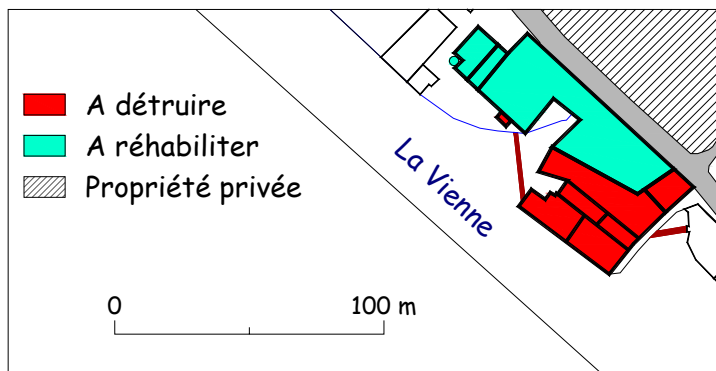 A détruire
A réhabiliter
Propriété privée
La Vienne
0 100 m